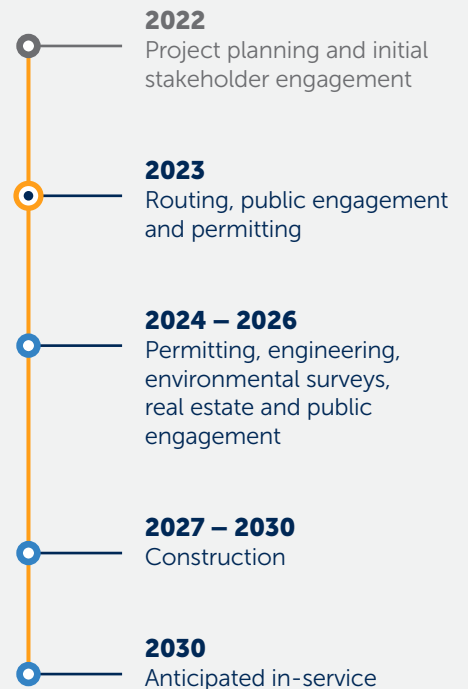 2022
Project planning and initial
stakeholder engagement
2023
Routing, public engagement
and permitting
2024 – 2026
Permitting, engineering,
environmental surveys,
real estate and public
engagement
2027 – 2030
Construction
2030
Anticipated in-service